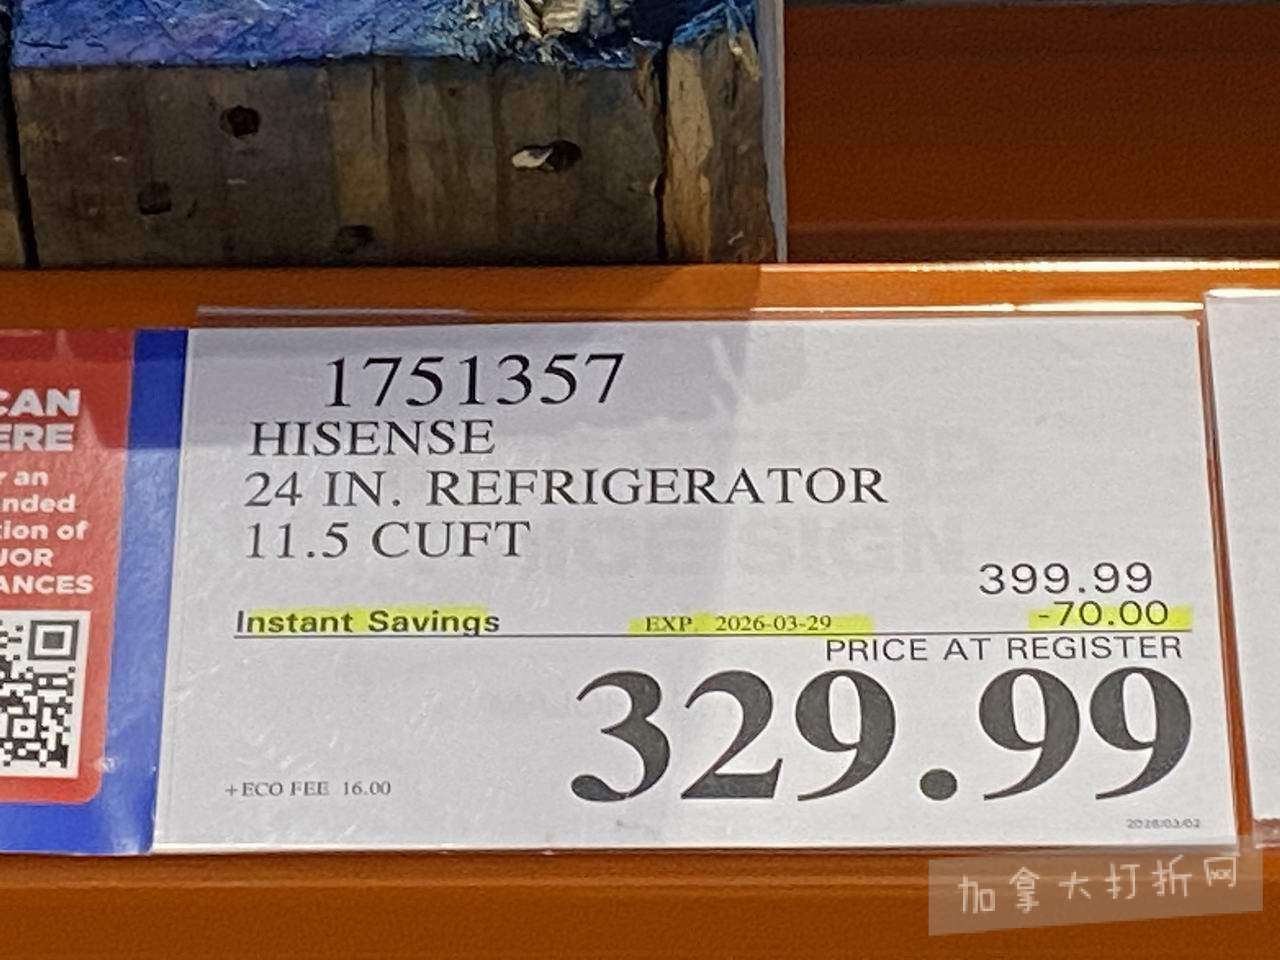 CAN
ERE
r an
nded
tion of
JOR
ANCES
1751357
HISENSE
24 IN. REFRIGERATOR
11.5 CUFT
399.99
Instant Savings EXP. 2026-03-29 -70.00
PRICE AT REGISTER
329.99
+ECO FEE 16.00
2026/03/02
加拿大打折网